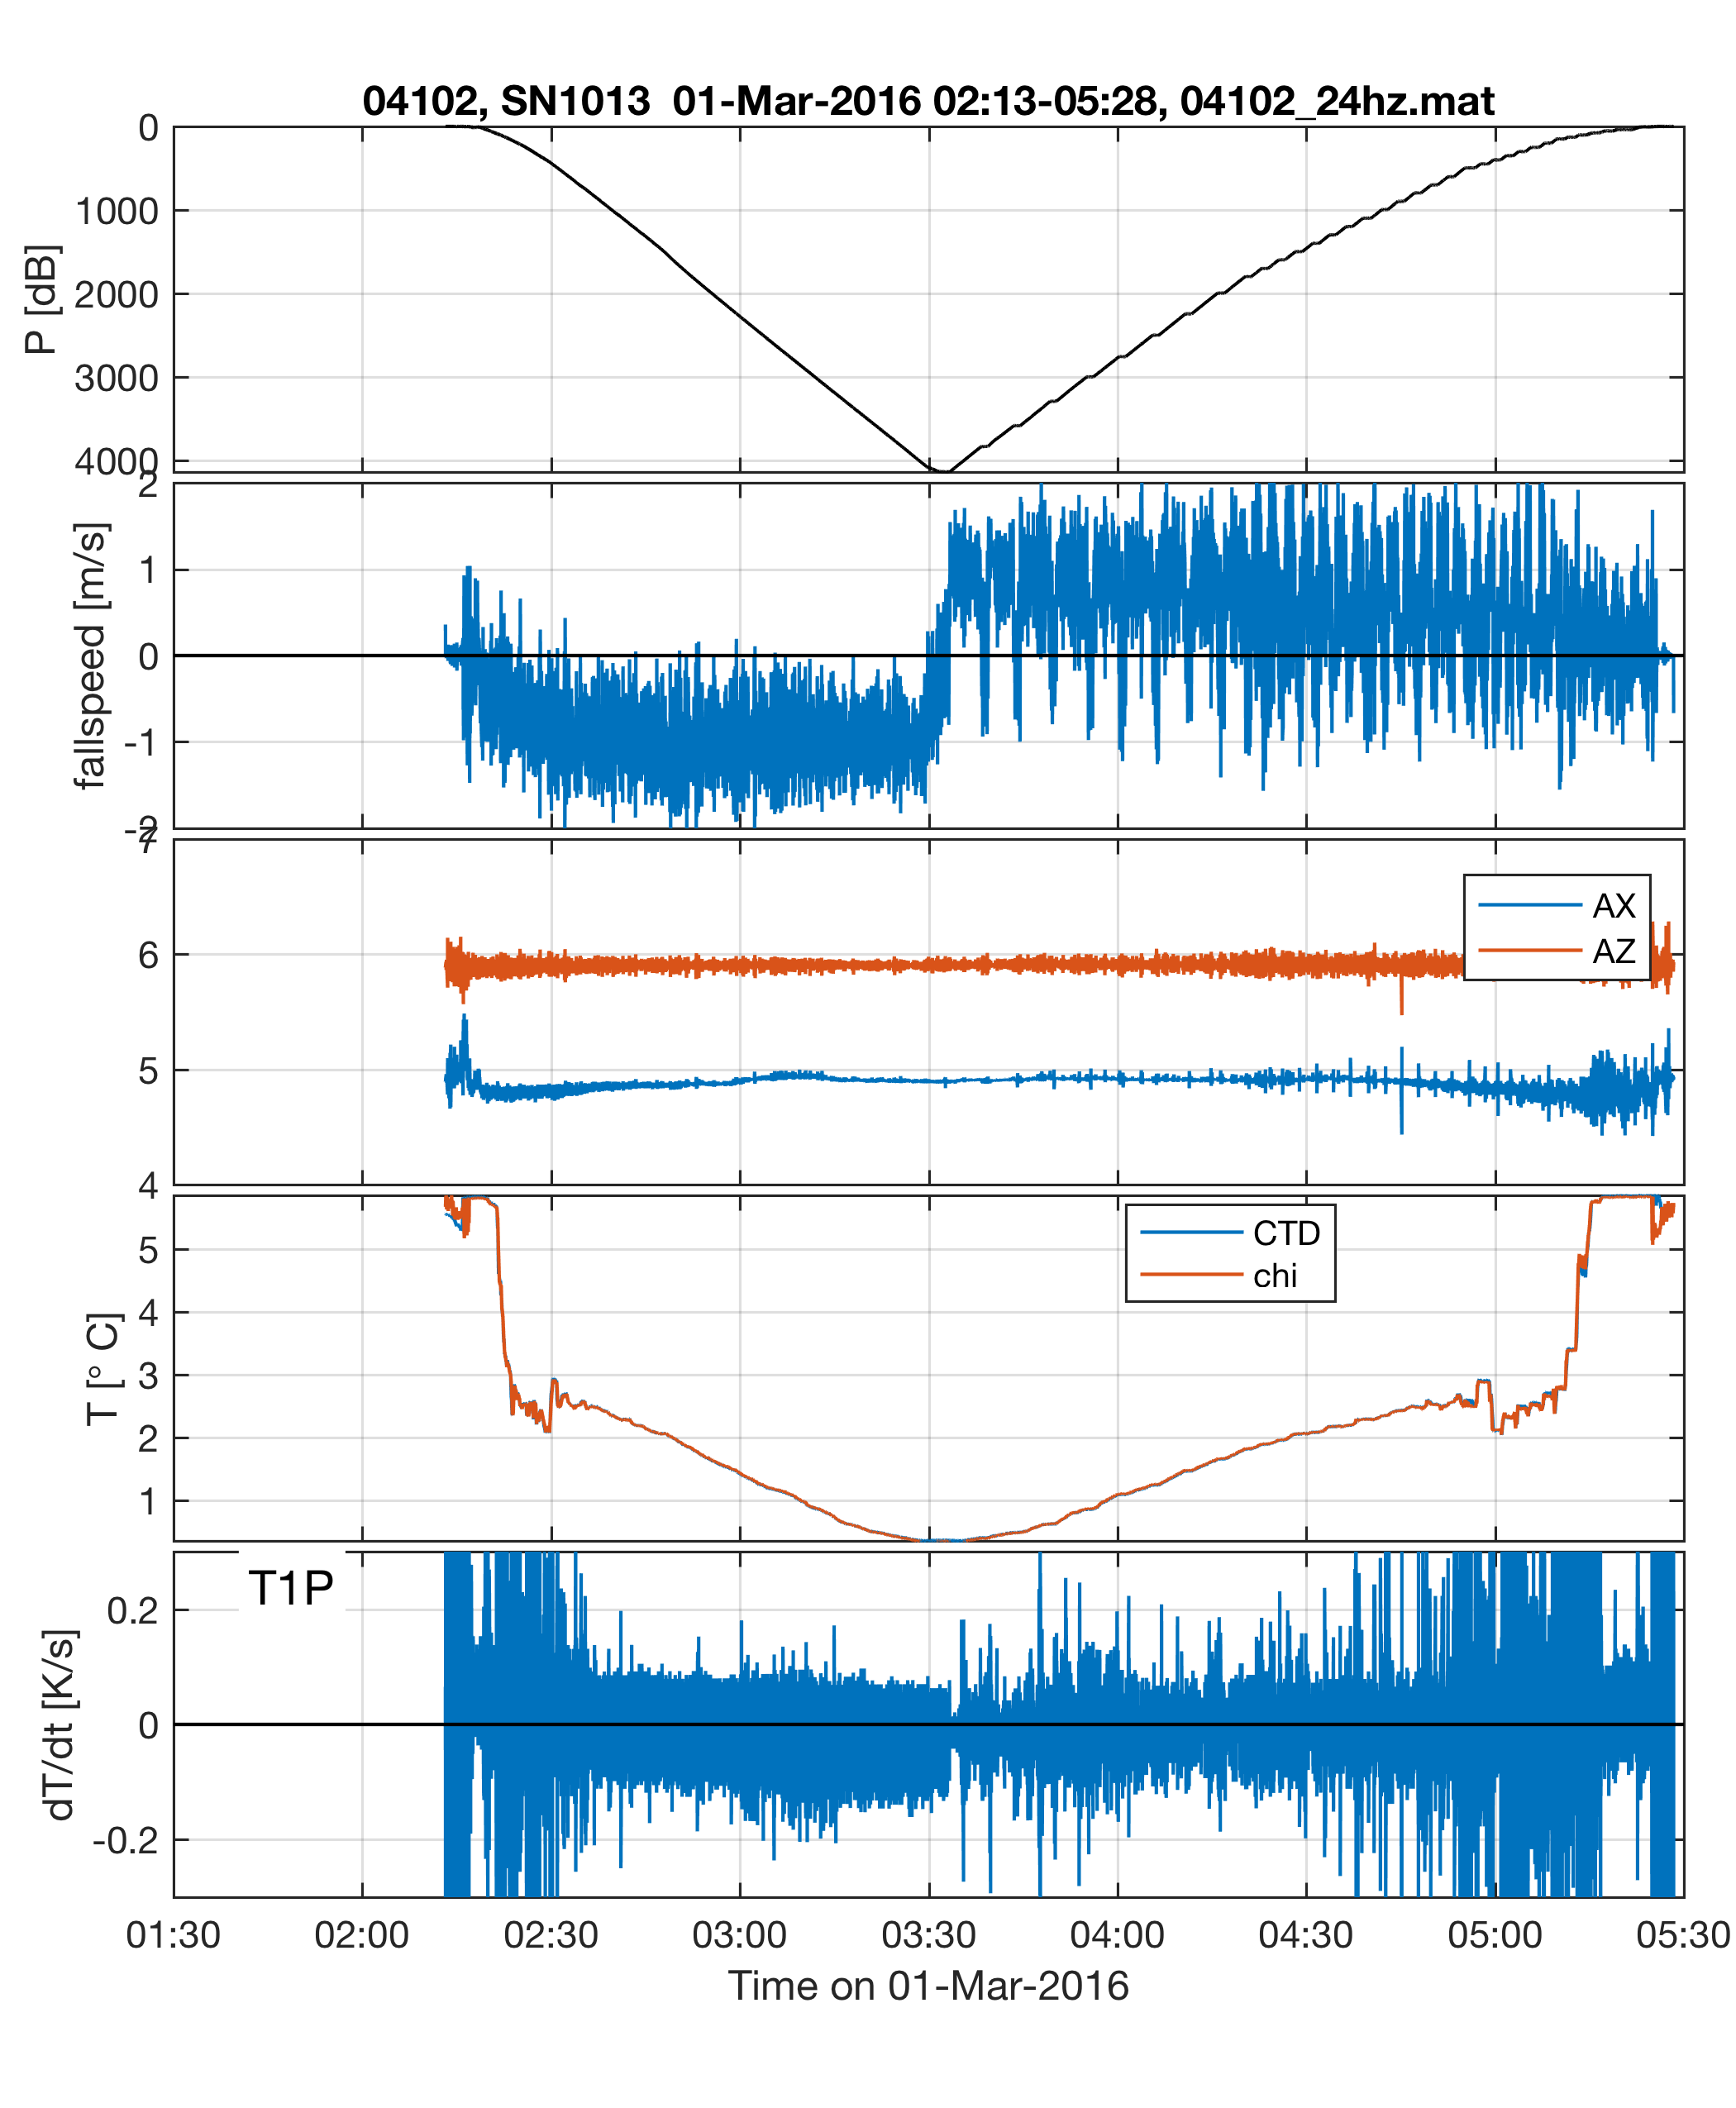 04102, SN1013  01-Mar-2016 02:13-05:28, 04102_24hz.mat
0
1000
2000
3000
4000
P [dB]
2
1
0
-1
-2
fallspeed [m/s]
7
6
5
4
AX
AZ
5
4
3
2
1
T [° C]
CTD
chi
T1P
0.2
0
-0.2
dT/dt [K/s]
01:30 02:00 02:30 03:00 03:30 04:00 04:30 05:00 05:30
Time on 01-Mar-2016